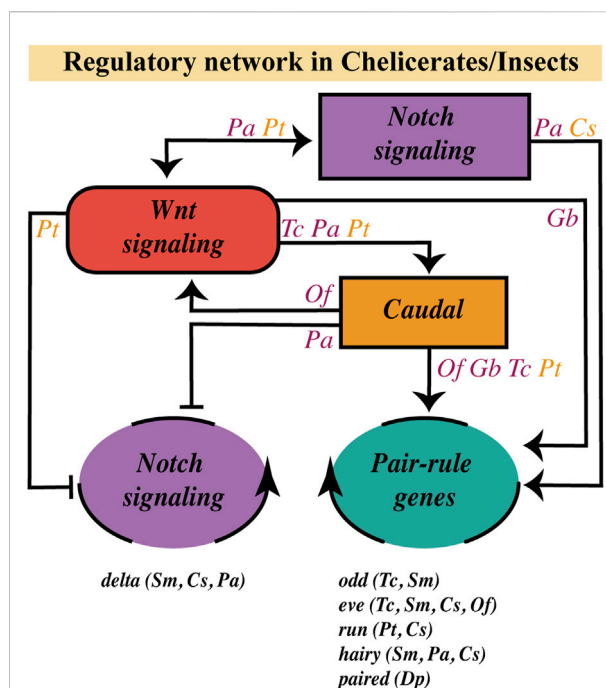 Regulatory network in Chelicerates/Insects
Notch
signaling
Pa Pt
Pa Cs
Wnt
signaling
Pt
Gb
Tc Pa Pt
Of
Caudal
Pa
Of Gb Tc Pt
Notch
signaling
Pair-rule
genes
delta (Sm, Cs, Pa)
odd (Tc, Sm)
eve (Tc, Sm, Cs, Of)
run (Pt, Cs)
hairy (Sm, Pa, Cs)
paired (Dp)